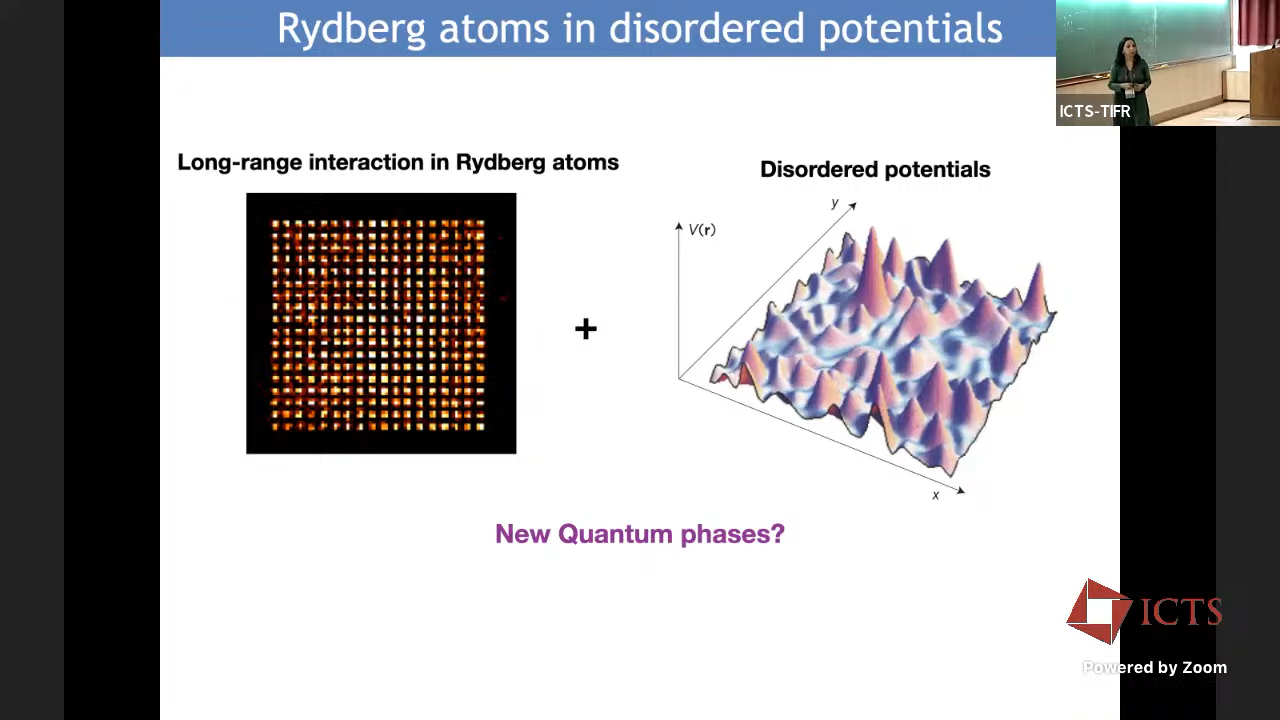 Rydberg atoms in disordered potentials
ICTS-TIFR
Long-range interaction in Rydberg atoms
Disordered potentials
y
V(r)
+
x
New Quantum phases?
ICTS
Powered by Zoom